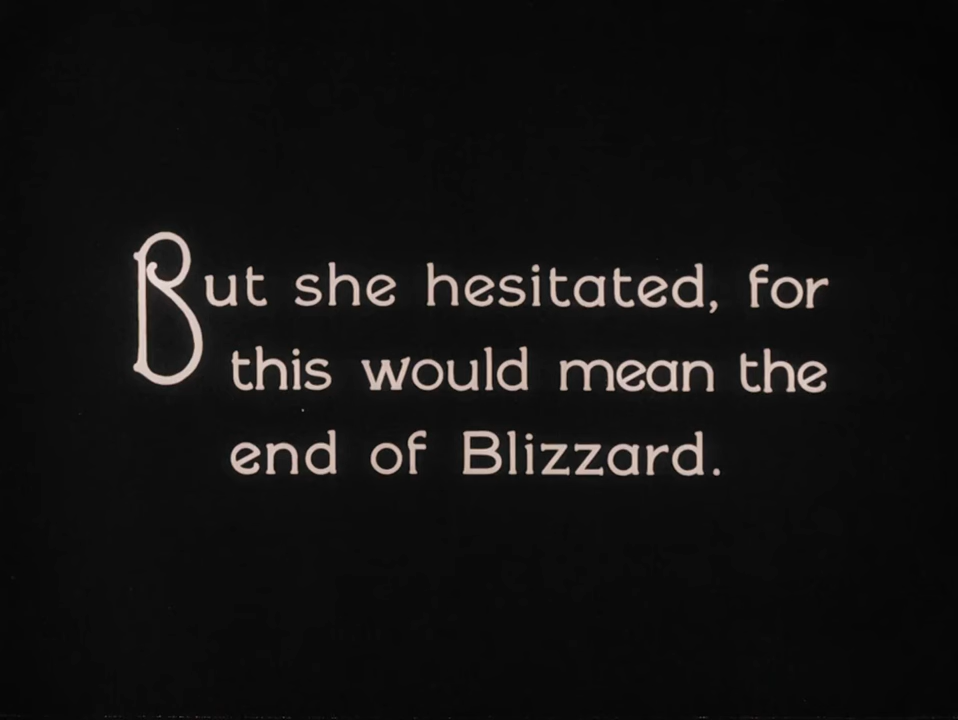 But she hesitated, for
this would mean the
end of Blizzard.